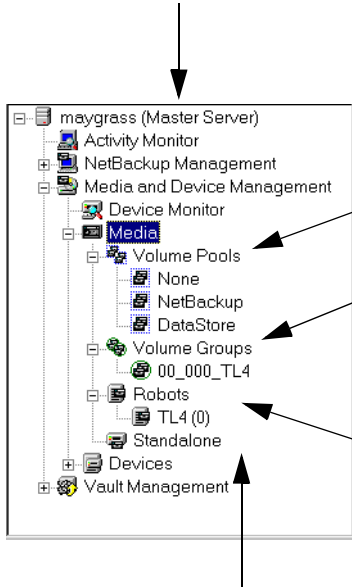 maygrass (Master Server)
Activity Monitor
NetBackup Management
Media and Device Management
Device Monitor
Media
Volume Pools
None
NetBackup
DataStore
Volume Groups
00_000_TL4
Robots
TL4 (0)
Standalone
Devices
Vault Management